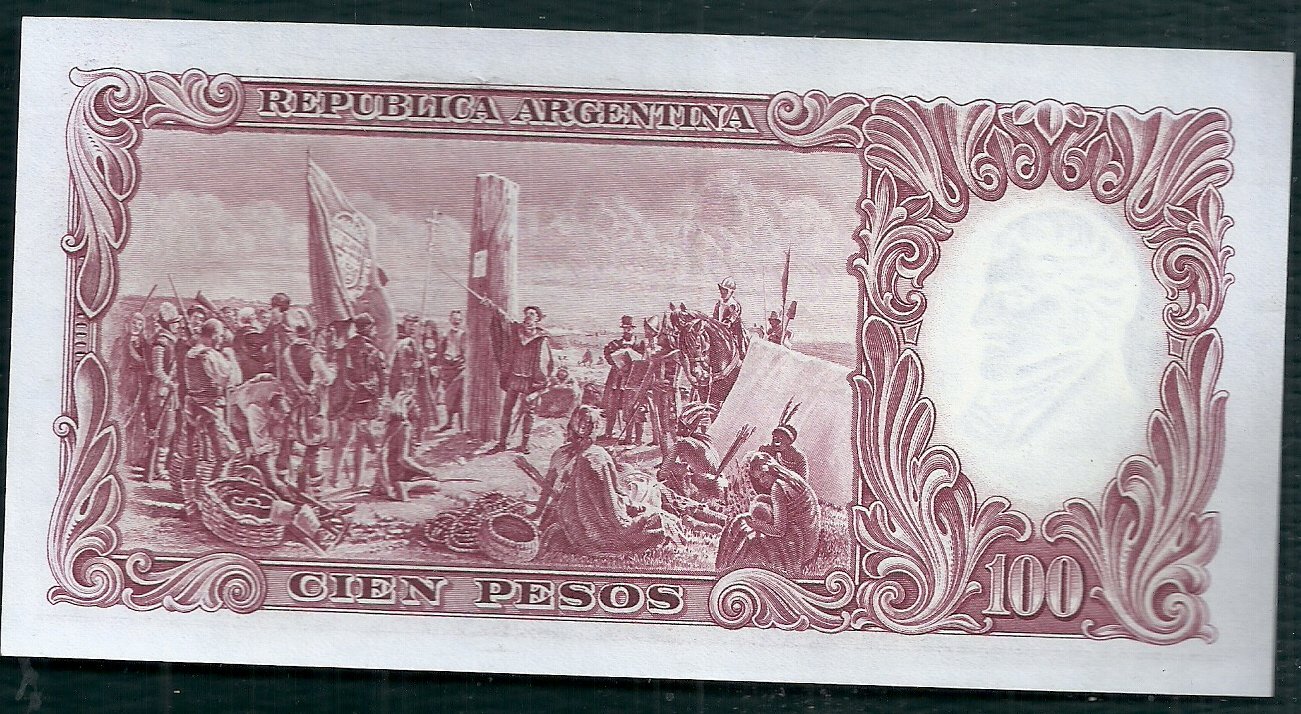 REPUBLICA ARGENTINA
CIEN PESOS
100